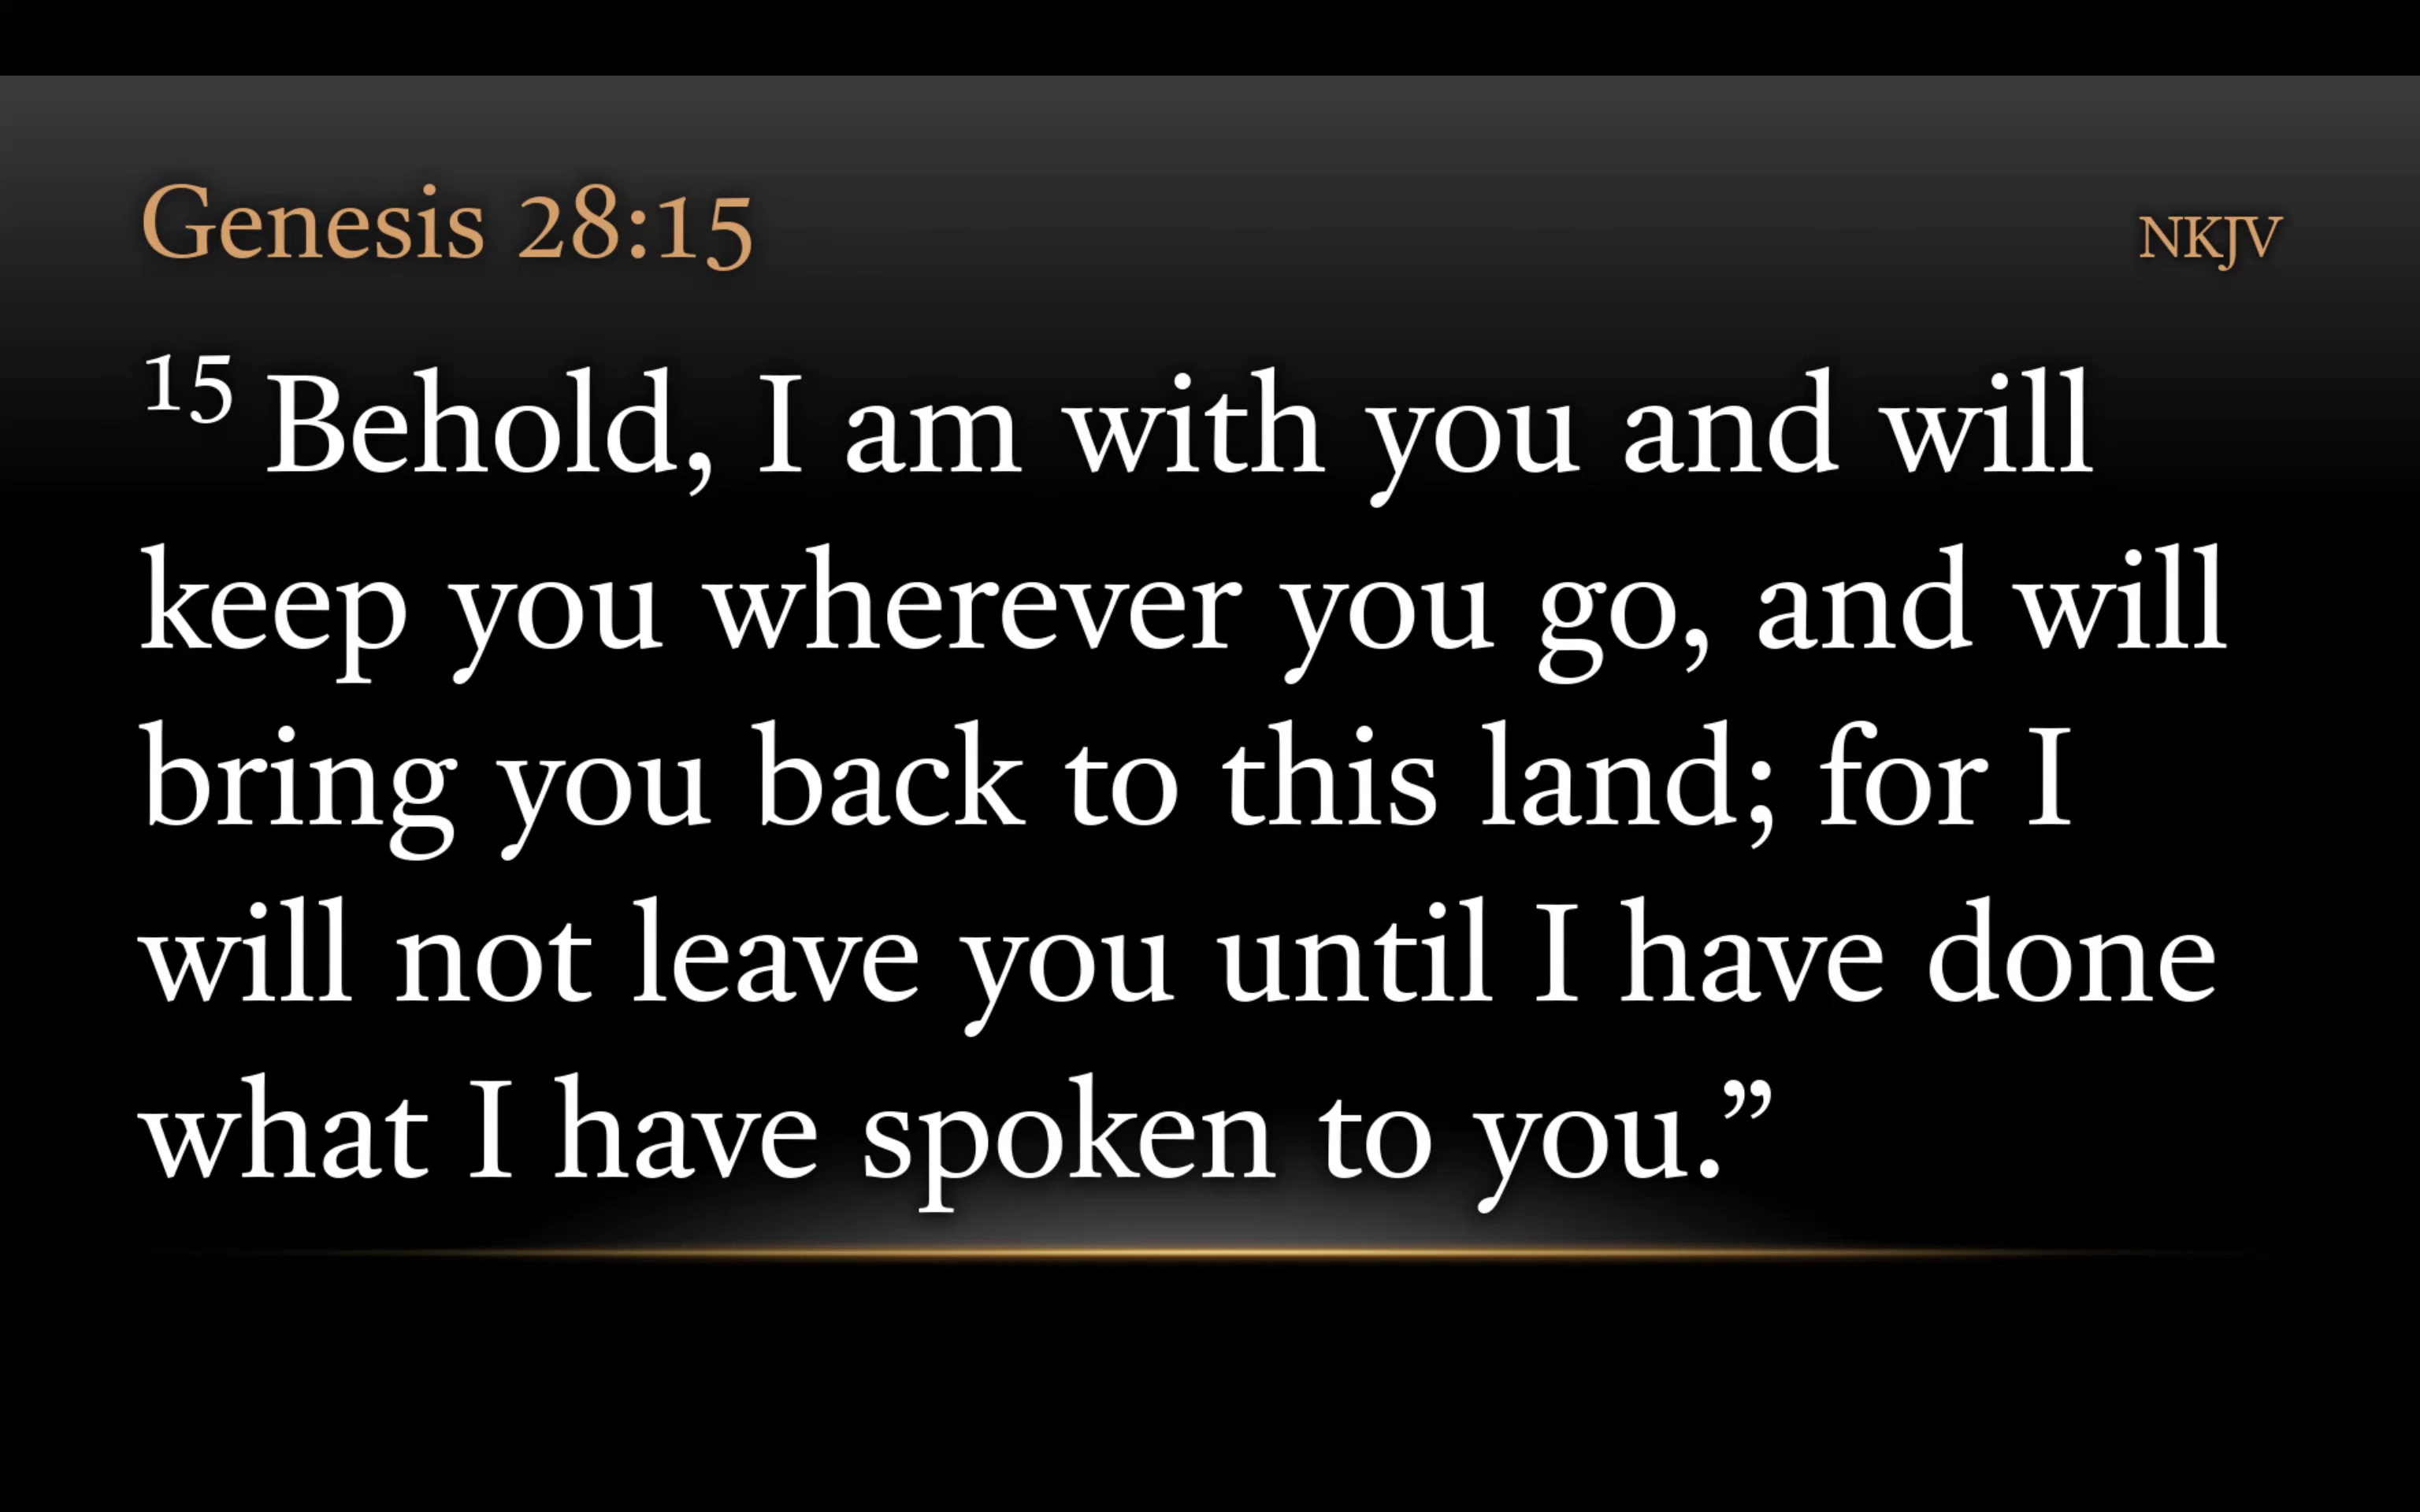 Genesis 28:15 NKJV
15 Behold, I am with you and will
keep you wherever you go, and will
bring you back to this land; for I
will not leave you until I have done
what I have spoken to you.”